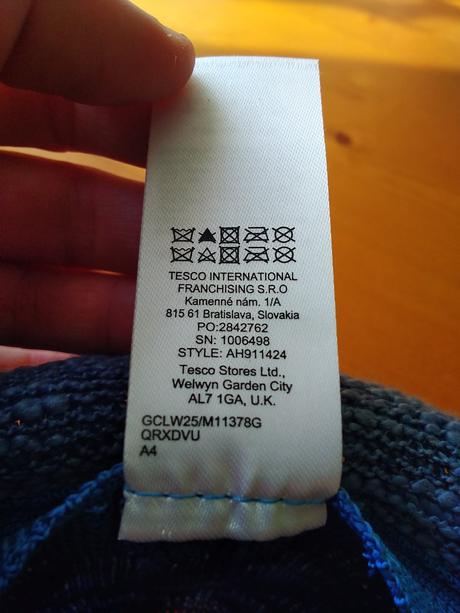 TESCO INTERNATIONAL
FRANCHISING S.R.O
Kamenné nám. 1/A
815 61 Bratislava, Slovakia
PO:2842762
SN: 1006498
STYLE: AH911424
Tesco Stores Ltd.,
Welwyn Garden City
AL7 1GA, U.K.
GCLW25/M11378G
QRXDVU
A4